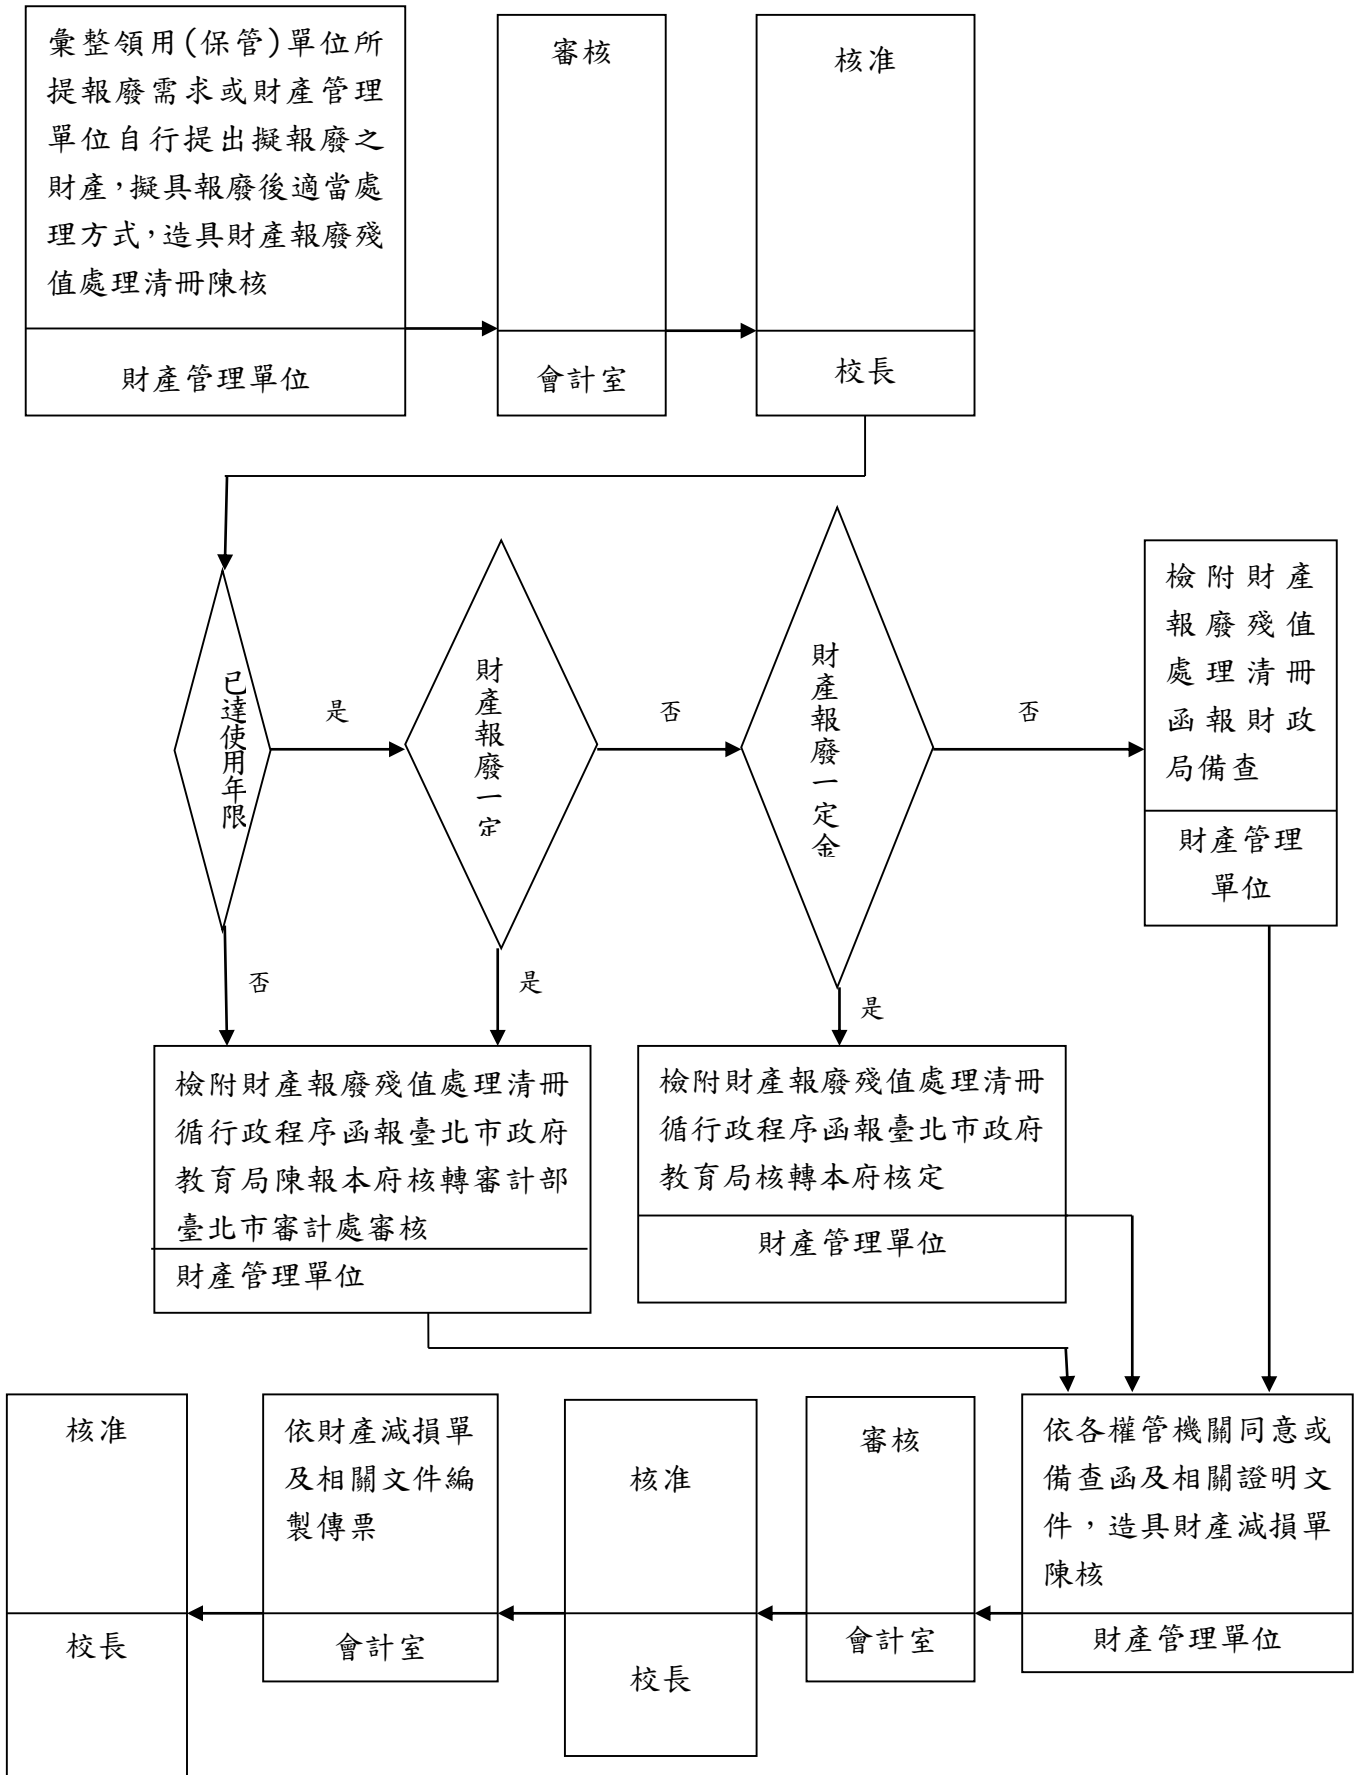 彙整領用(保管)單位所
提報廢需求或財產管理
單位自行提出擬報廢之
財產，擬具報廢後適當處
理方式，造具財產報廢殘
值處理清冊陳核
財產管理單位
審核
會計室
核准
校長
已達使用年限
是
否
財產報廢一定
否
是
財產報廢一定金
否
是
檢附財產
報廢殘值
處理清冊
函報財政
局備查
財產管理
單位
檢附財產報廢殘值處理清冊
循行政程序函報臺北市政府
教育局陳報本府核轉審計部
臺北市審計處審核
財產管理單位
檢附財產報廢殘值處理清冊
循行政程序函報臺北市政府
教育局核轉本府核定
財產管理單位
依各權管機關同意或
備查函及相關證明文
件，造具財產減損單
陳核
財產管理單位
審核
會計室
核准
校長
依財產減損單
及相關文件編
製傳票
會計室
核准
校長